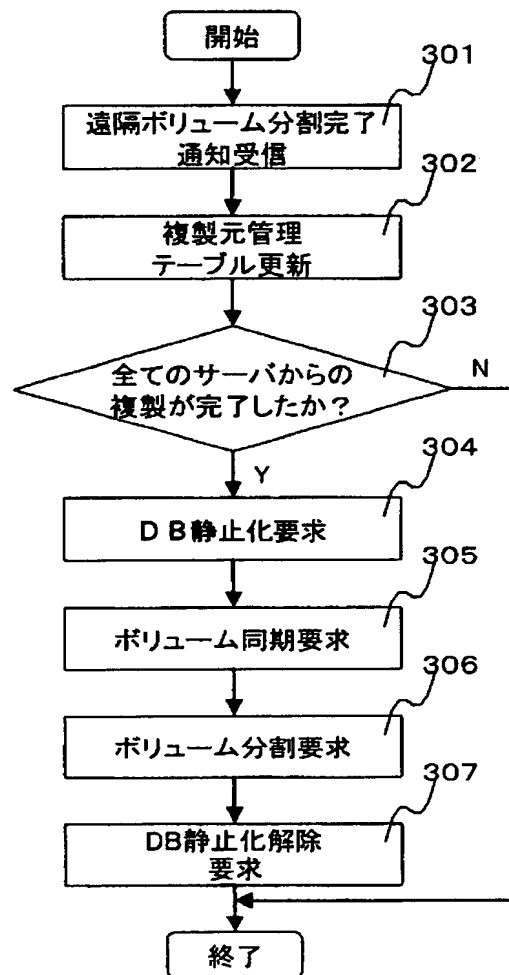 開始
301
遠隔ボリューム分割完了
通知受信
302
複製元管理
テーブル更新
303
全てのサーバからの
複製が完了したか？
N
Y
304
DB静止化要求
305
ボリューム同期要求
306
ボリューム分割要求
307
DB静止化解除
要求
終了